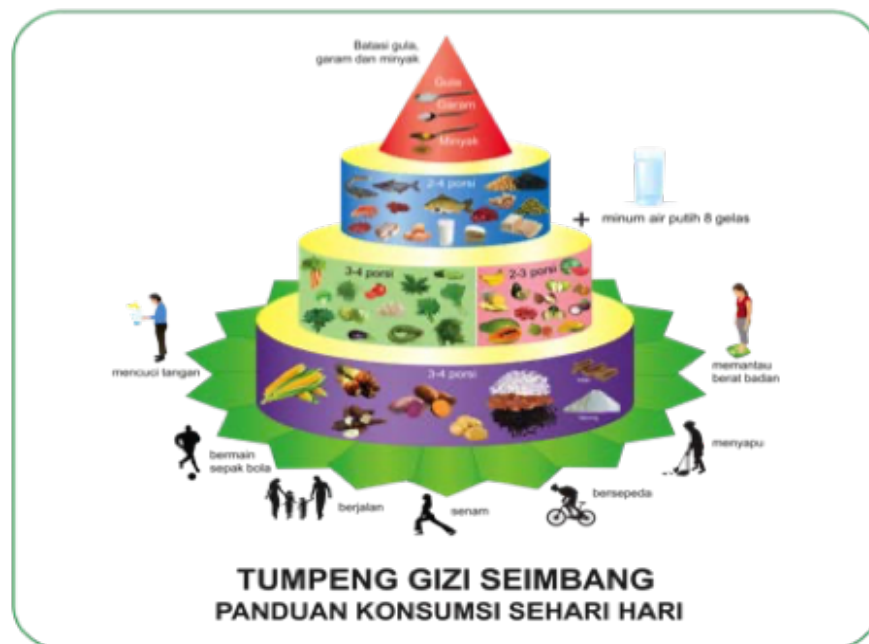 Batasi gula,
garam dan minyak
Gula
Garam
Minyak
2-4 porsi
+ minum air putih 8 gelas
3-4 porsi
2-3 porsi
mencuci tangan
memantau
berat badan
3-4 porsi
menyapu
bermain
sepak bola
bersepeda
berjalan
senam
TUMPENG GIZI SEIMBANG
PANDUAN KONSUMSI SEHARI HARI